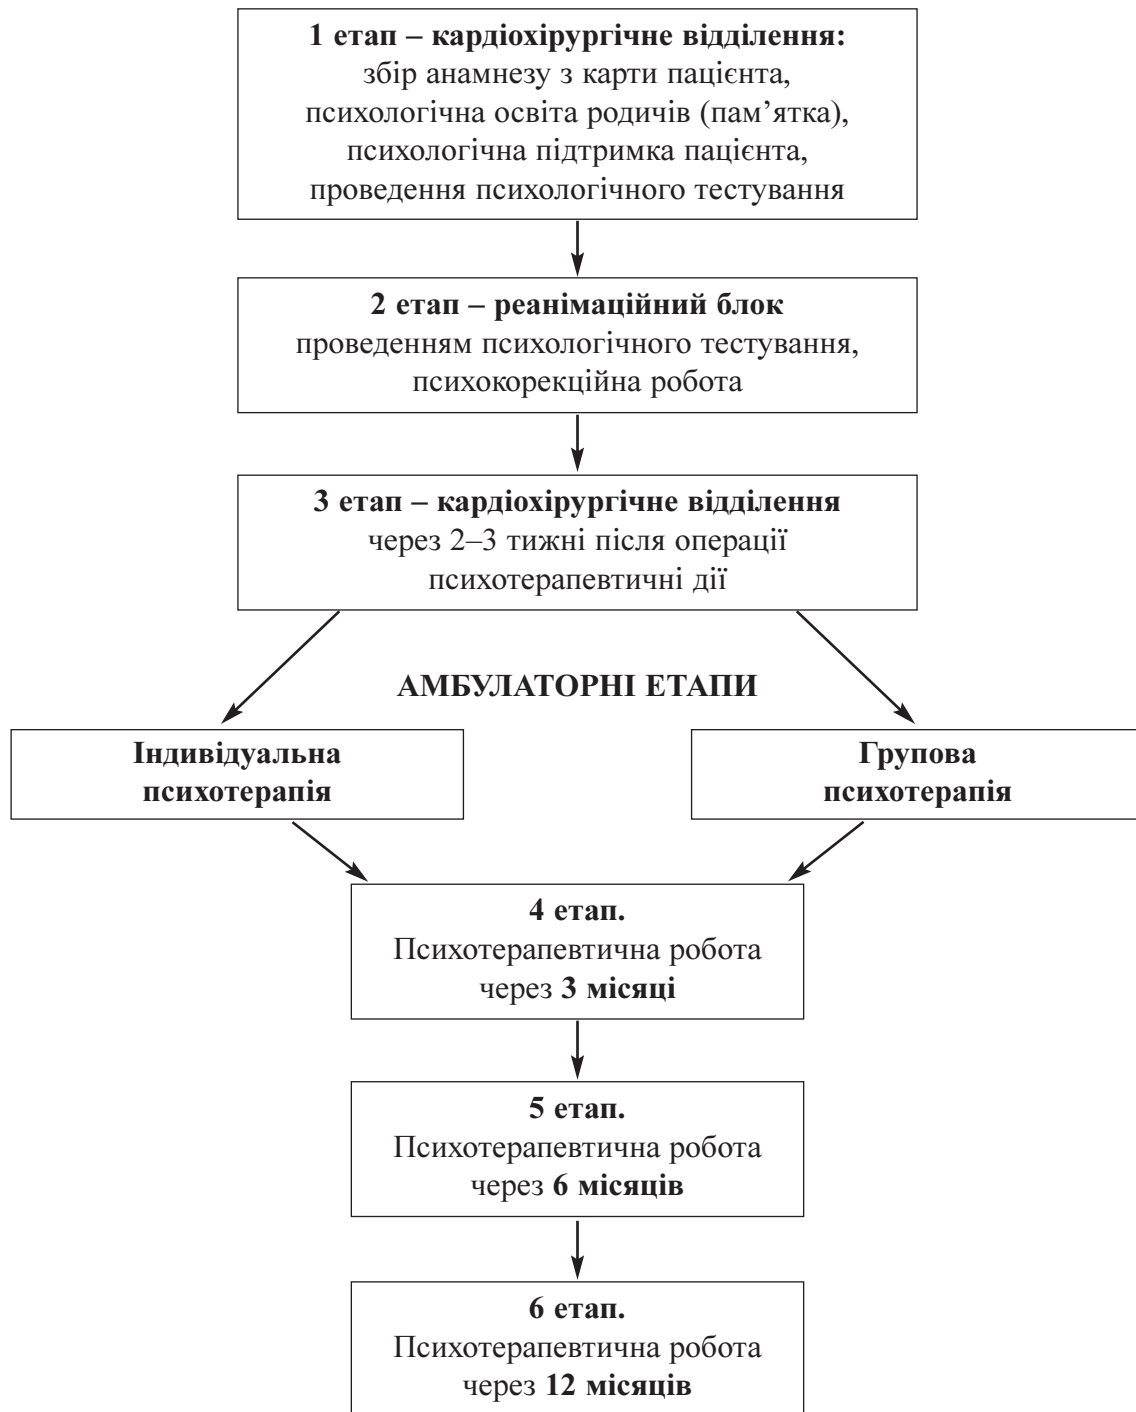 1 етап – кардіохірургічне відділення:
збір анамнезу з карти пацієнта,
психологічна освіта родичів (пам’ятка),
психологічна підтримка пацієнта,
проведення психологічного тестування
2 етап – реанімаційний блок
проведенням психологічного тестування,
психокорекційна робота
3 етап – кардіохірургічне відділення
через 2–3 тижні після операції
психотерапевтичні дії
АМБУЛАТОРНІ ЕТАПИ
Індивідуальна
психотерапія
Групова
психотерапія
4 етап.
Психотерапевтична робота
через 3 місяці
5 етап.
Психотерапевтична робота
через 6 місяців
6 етап.
Психотерапевтична робота
через 12 місяців